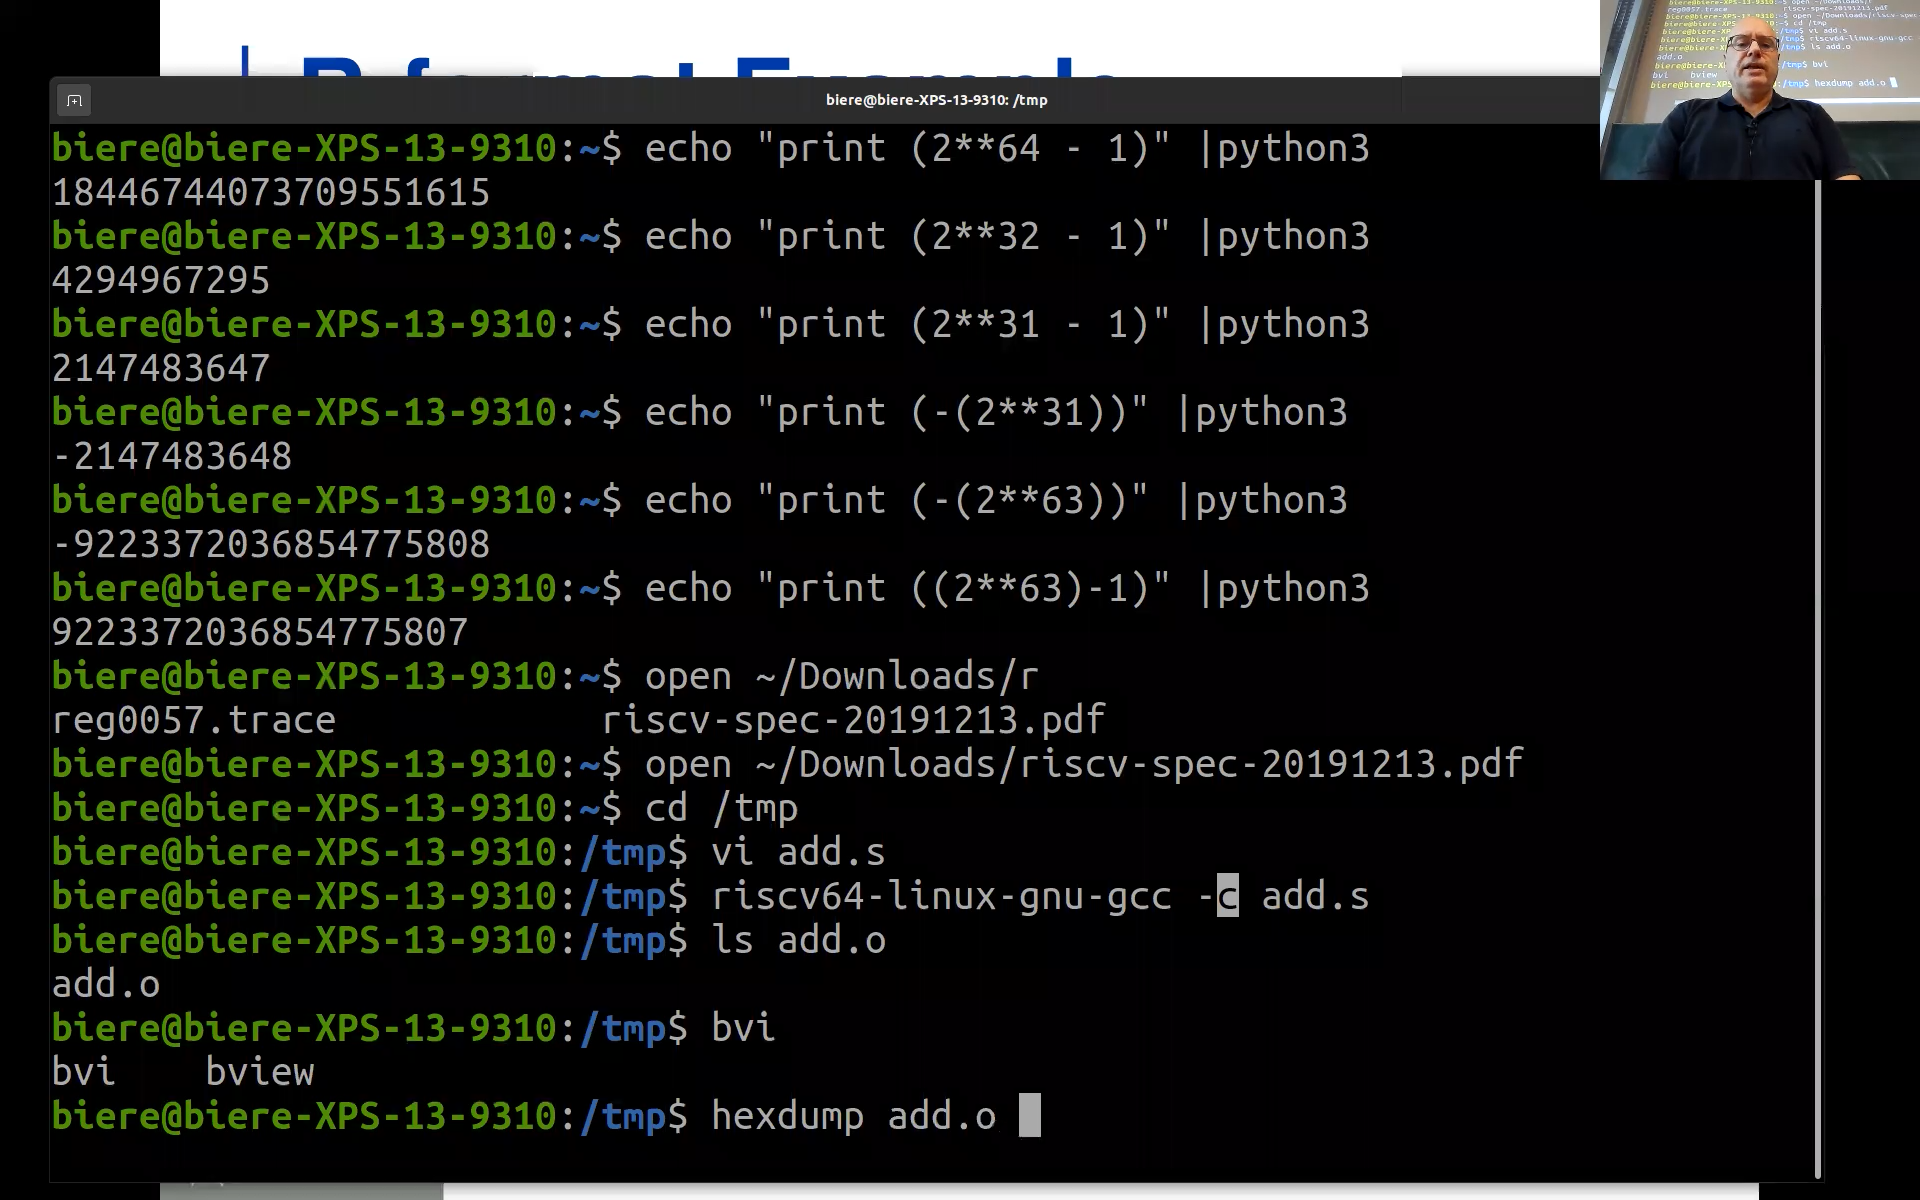 R-format Example
biere@biere-XPS-13-9310: /tmp
biere@biere-XPS-13-9310:~$ echo "print (2**64 - 1)" |python3
18446744073709551615
biere@biere-XPS-13-9310:~$ echo "print (2**32 - 1)" |python3
4294967295
biere@biere-XPS-13-9310:~$ echo "print (2**31 - 1)" |python3
2147483647
biere@biere-XPS-13-9310:~$ echo "print (-(2**31))" |python3
-2147483648
biere@biere-XPS-13-9310:~$ echo "print (-(2**63))" |python3
-9223372036854775808
biere@biere-XPS-13-9310:~$ echo "print ((2**63)-1)" |python3
9223372036854775807
biere@biere-XPS-13-9310:~$ open ~/Downloads/r
reg0057.trace riscv-spec-20191213.pdf
biere@biere-XPS-13-9310:~$ open ~/Downloads/riscv-spec-20191213.pdf
biere@biere-XPS-13-9310:~$ cd /tmp
biere@biere-XPS-13-9310:/tmp$ vi add.s
biere@biere-XPS-13-9310:/tmp$ riscv64-linux-gnu-gcc -c add.s
biere@biere-XPS-13-9310:/tmp$ ls add.o
add.o
biere@biere-XPS-13-9310:/tmp$ bvi
bvi bview
biere@biere-XPS-13-9310:/tmp$ hexdump add.o